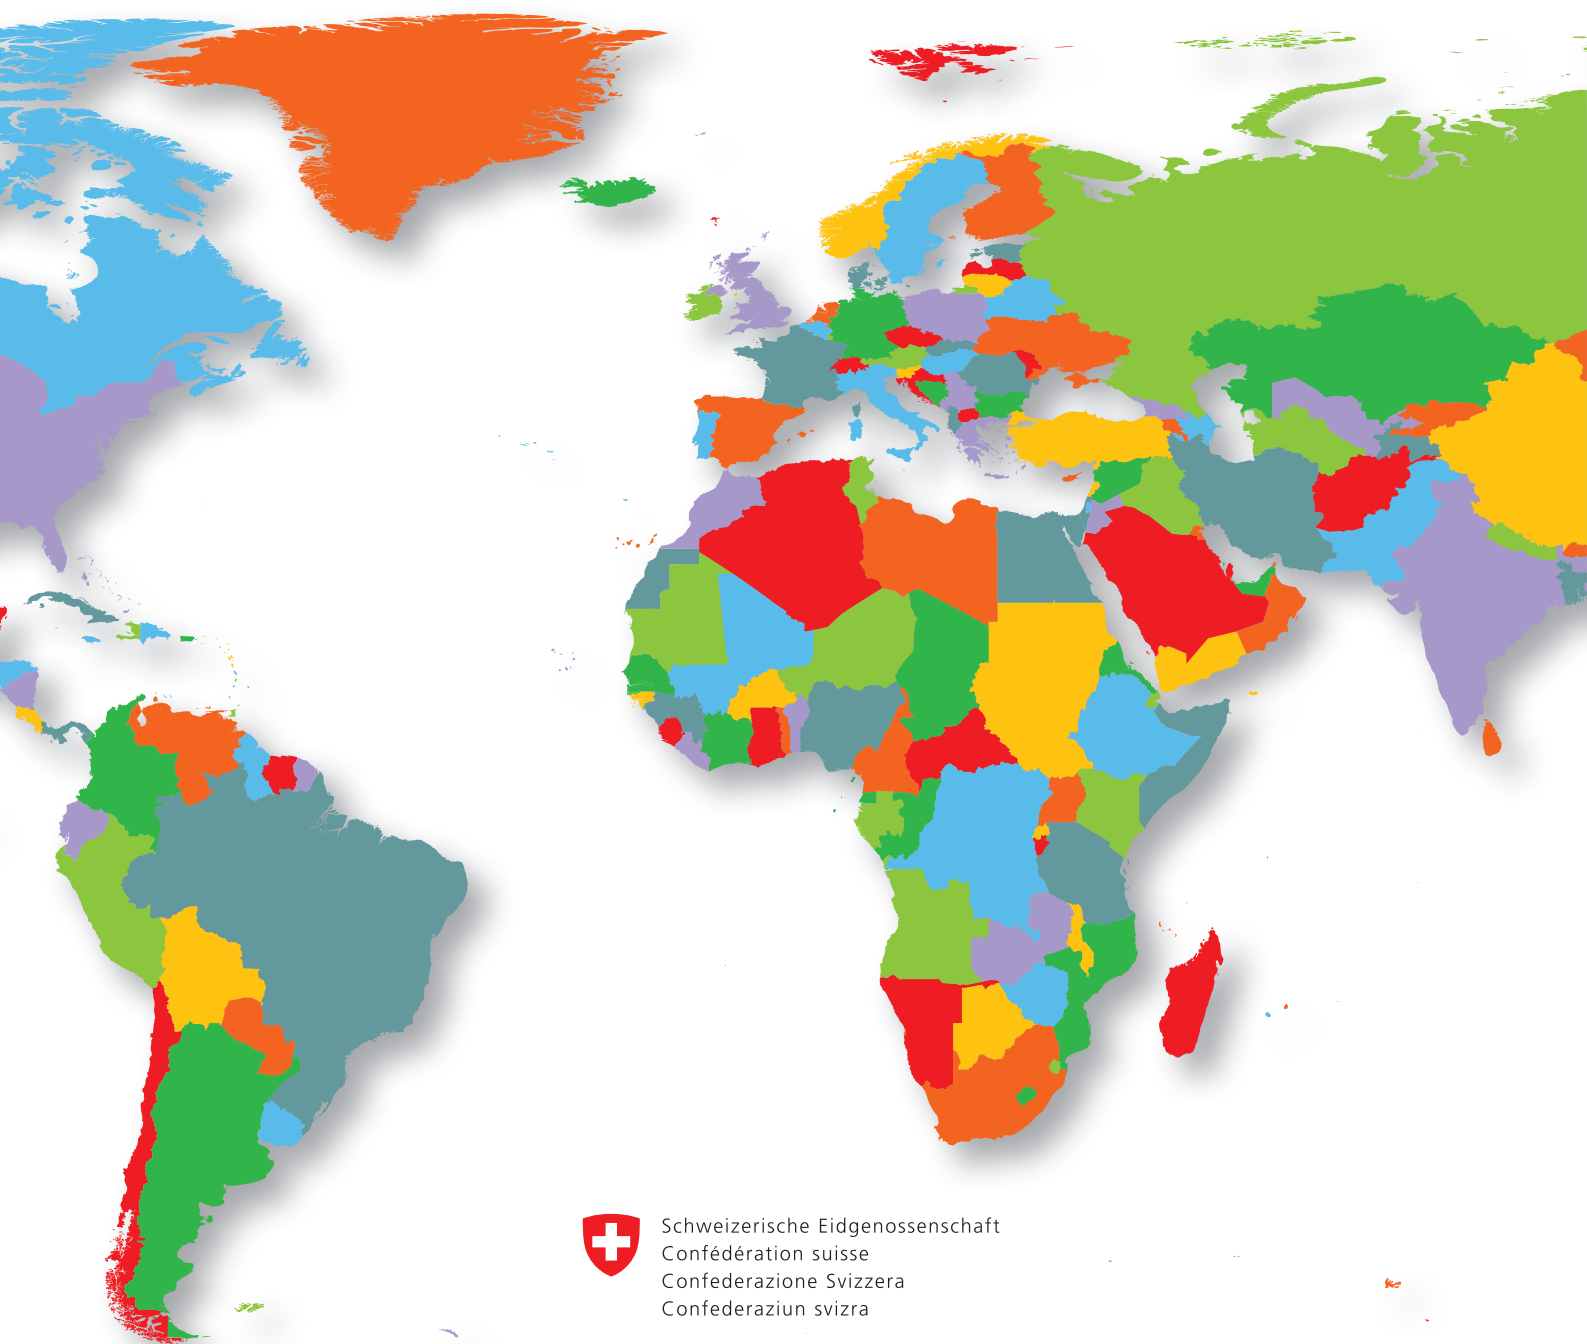 Schweizerische Eidgenossenschaft
Confédération suisse
Confederazione Svizzera
Confederaziun svizra